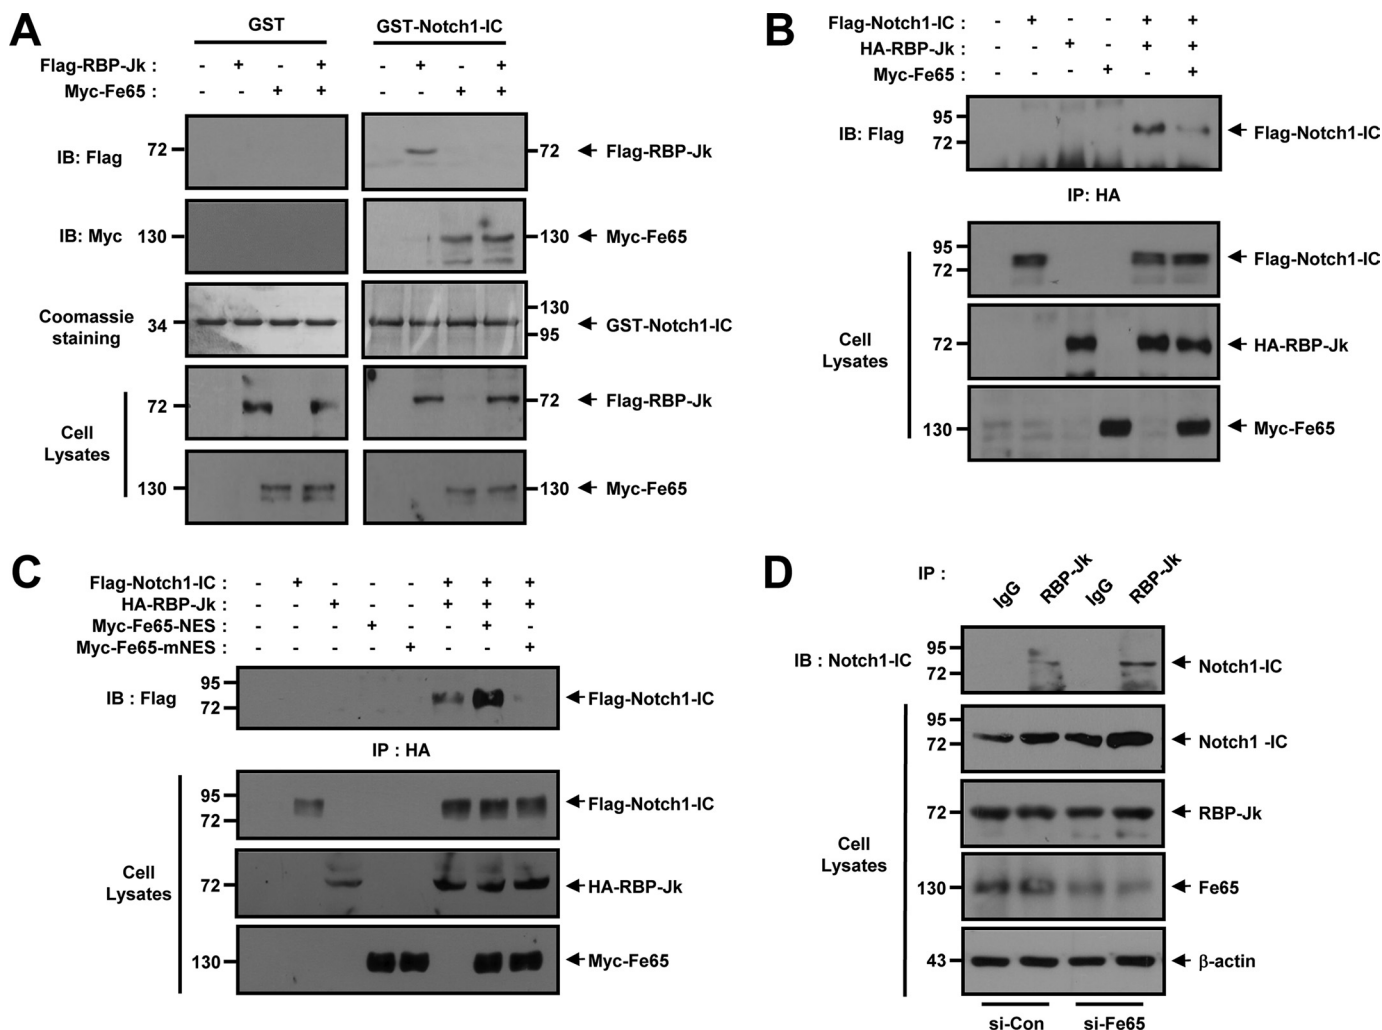 A
GST
GST-Notch1-IC
Flag-RBP-Jk : - + - + - + - +
Myc-Fe65 : - - + + - - + +
IB: Flag 72 72 Flag-RBP-Jk
IB: Myc 130 130 Myc-Fe65
Coomassie staining 34 130 95 GST-Notch1-IC
Cell Lysates
72 72 Flag-RBP-Jk
130 130 Myc-Fe65
B
Flag-Notch1-IC : - + - - + +
HA-RBP-Jk : - - + - + +
Myc-Fe65 : - - - + - +
IB: Flag 95 72 Flag-Notch1-IC
IP: HA
Cell Lysates
95 72 Flag-Notch1-IC
72 HA-RBP-Jk
130 Myc-Fe65
C
Flag-Notch1-IC : - + - - - + + +
HA-RBP-Jk : - - + - - + + +
Myc-Fe65-NES : - - - + - - + -
Myc-Fe65-mNES : - - - - + - - +
IB : Flag 95 72 Flag-Notch1-IC
IP : HA
Cell Lysates
95 72 Flag-Notch1-IC
72 HA-RBP-Jk
130 Myc-Fe65
D
IP : IgG RBP-Jk IgG RBP-Jk
IB : Notch1-IC 95 72 Notch1-IC
Cell Lysates
95 72 Notch1 -IC
72 RBP-Jk
130 Fe65
43 β-actin
si-Con si-Fe65